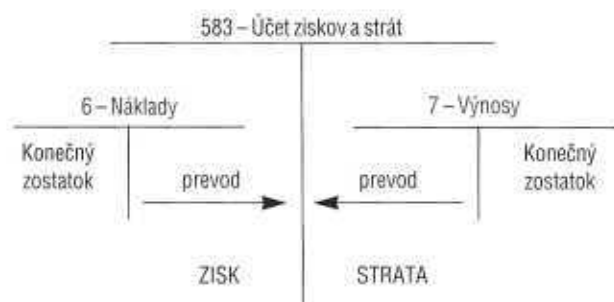 583 – Účet ziskov a strát
6 – Náklady
7 – Výnosy
Konečný
zostatok
prevod
prevod
Konečný
zostatok
ZISK
STRATA